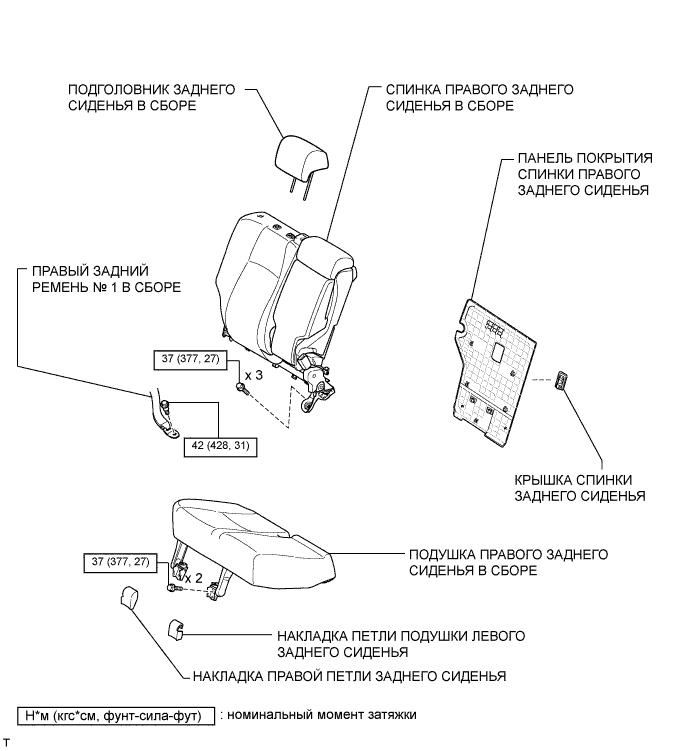 ПОДГОЛОВНИК ЗАДНЕГО
СИДЕНЬЯ В СБОРЕ
СПИНКА ПРАВОГО ЗАДНЕГО
СИДЕНЬЯ В СБОРЕ
ПАНЕЛЬ ПОКРЫТИЯ
СПИНКИ ПРАВОГО
ЗАДНЕГО СИДЕНЬЯ
ПРАВЫЙ ЗАДНИЙ
РЕМЕНЬ № 1 В СБОРЕ
37 (377, 27)
x 3
42 (428, 31)
КРЫШКА СПИНКИ
ЗАДНЕГО СИДЕНЬЯ
37 (377, 27)
x 2
ПОДУШКА ПРАВОГО ЗАДНЕГО
СИДЕНЬЯ В СБОРЕ
НАКЛАДКА ПЕТЛИ ПОДУШКИ ЛЕВОГО
ЗАДНЕГО СИДЕНЬЯ
НАКЛАДКА ПРАВОЙ ПЕТЛИ ЗАДНЕГО СИДЕНЬЯ
Н*м (кгс*см, фунт-сила-фут) : номинальный момент затяжки
T